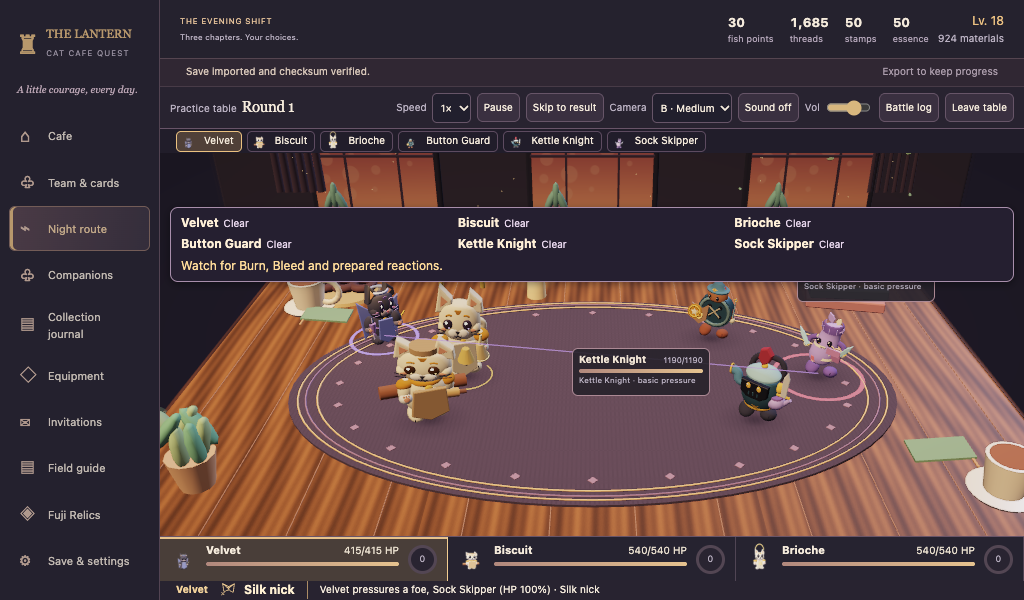 THE LANTERN
CAT CAFE QUEST
A little courage, every day.
Cafe
Team & cards
Night route
Companions
Collection
journal
Equipment
Invitations
Field guide
Fuji Relics
Save & settings
THE EVENING SHIFT
Three chapters. Your choices.
30 1,685 50 50 Lv. 18
fish points threads stamps essence 924 materials
Save imported and checksum verified. Export to keep progress
Practice table Round 1 Speed 1x Pause Skip to result Camera B · Medium Sound off Vol Battle log Leave table
Velvet Biscuit Brioche Button Guard Kettle Knight Sock Skipper
Velvet Clear Biscuit Clear Brioche Clear
Button Guard Clear Kettle Knight Clear Sock Skipper Clear
Watch for Burn, Bleed and prepared reactions.
Sock Skipper · basic pressure
Kettle Knight 1190/1190
Kettle Knight · basic pressure
Velvet 415/415 HP 0 Biscuit 540/540 HP 0 Brioche 540/540 HP 0
Velvet Silk nick Velvet pressures a foe, Sock Skipper (HP 100%) · Silk nick